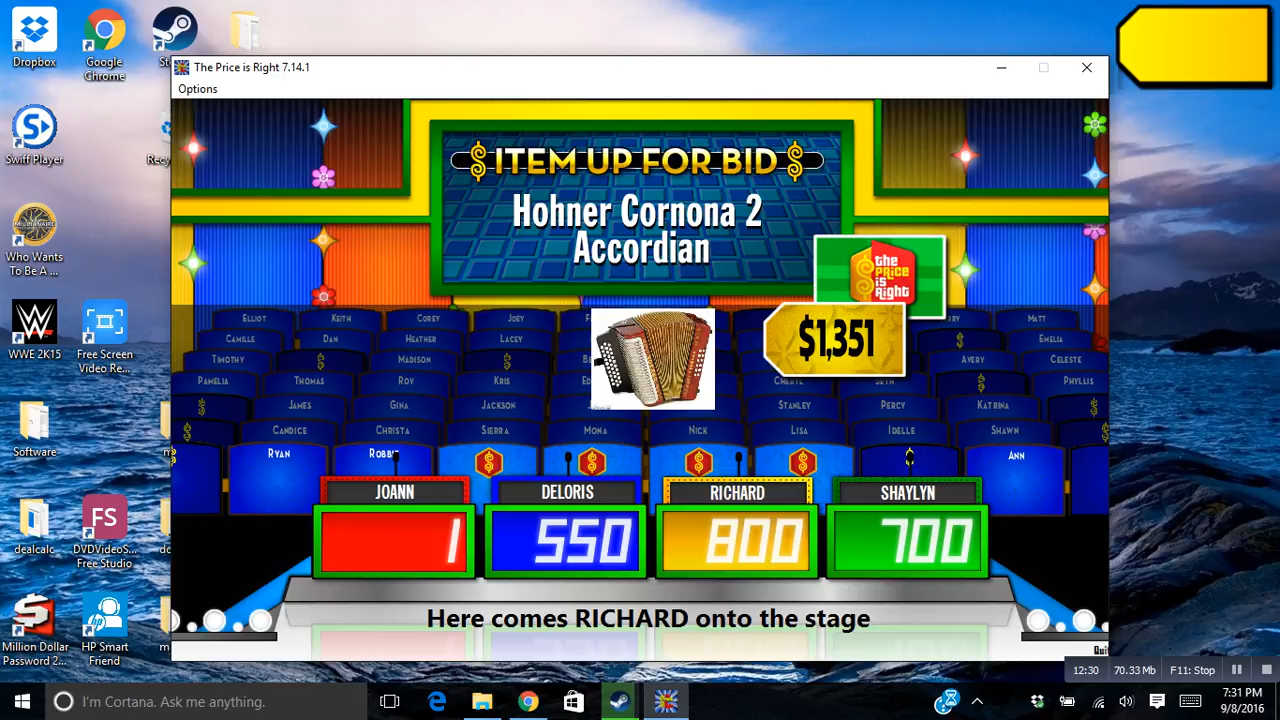 Dropbox
Google
Chrome
The Price is Right 7.14.1
Options
Swiff Player
ITEM UP FOR BID
Hohner Cornona 2
Accordian
the
PRICE
is
Right
$1,351
MILLIONAIRE
Who Wants
To Be A ...
WWE 2K15
Free Screen
Video Re...
ELLIOT
KEITH
COREY
JOEY
MATT
CAMILLE
DAN
HEATHER
LACEY
EMELIA
TIMOTHY
MADISON
AVERY
CELESTE
PAMELIA
THOMAS
ROY
KRIS
CHERYL
SETH
PHYLLIS
JAMES
GINA
JACKSON
STANLEY
PERCY
KATRINA
CANDICE
CHRISTA
SIERRA
MONA
NICK
LISA
IDELLE
SHAWN
RYAN
ROBBIE
ANN
Software
JOANN
DELORIS
RICHARD
SHAYLYN
1
550
800
700
FS
dealcalc
DVDVideoS...
Free Studio
Here comes RICHARD onto the stage
hp
Million Dollar
Password 2...
HP Smart
Friend
12:30
70.33 Mb
F11: Stop
I'm Cortana. Ask me anything.
7:31 PM
9/8/2016